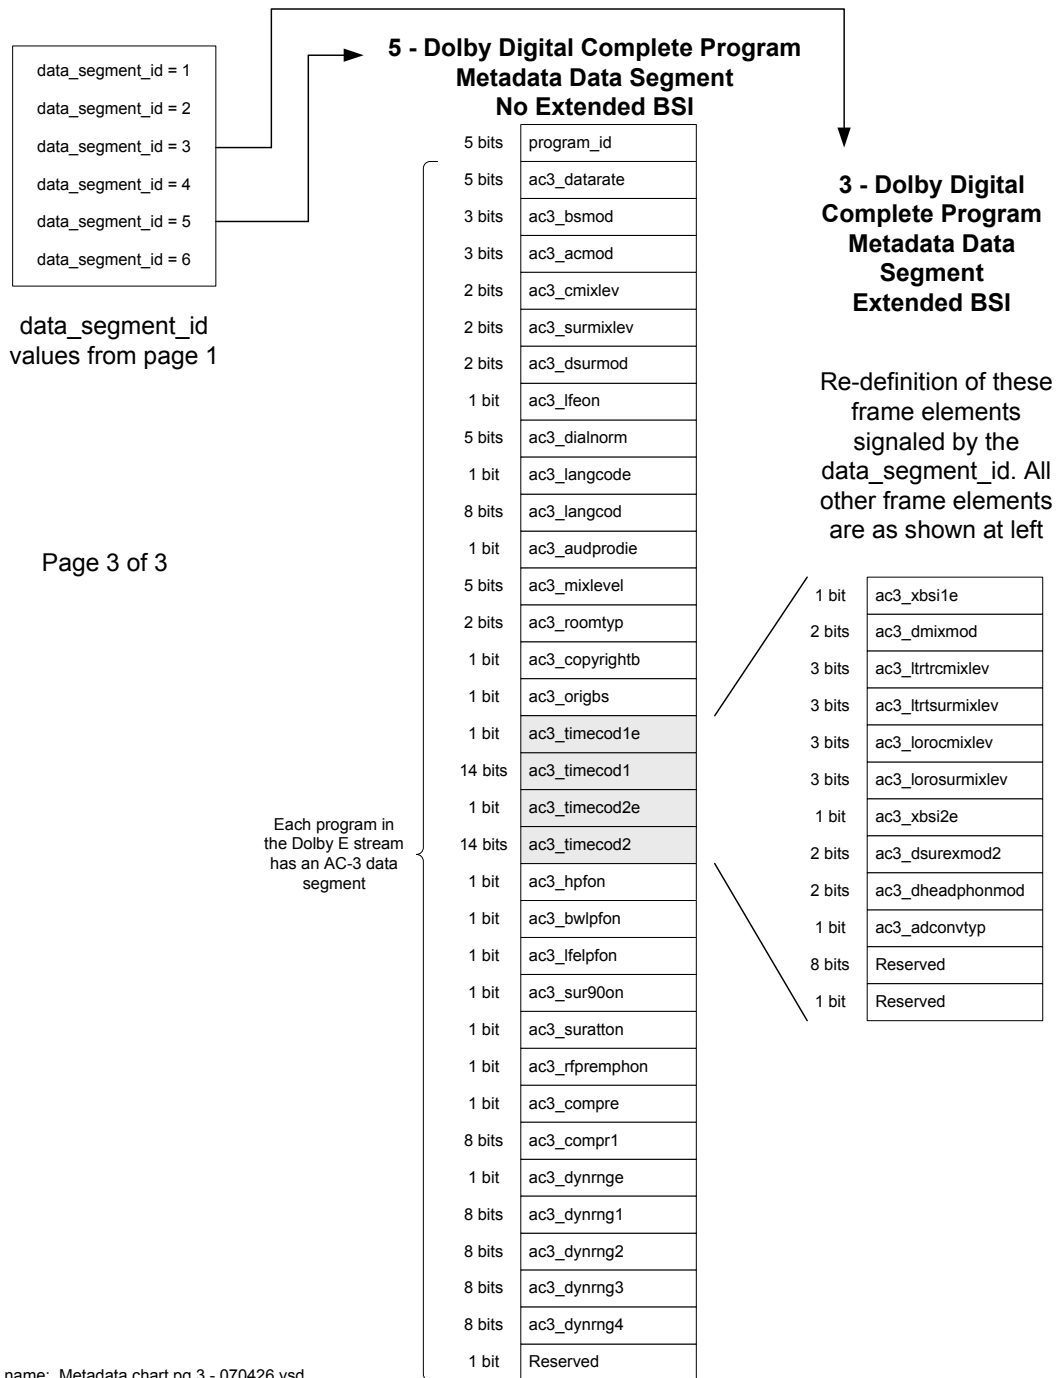 5 - Dolby Digital Complete Program
Metadata Data Segment
No Extended BSI
data_segment_id = 1
data_segment_id = 2
data_segment_id = 3
data_segment_id = 4
data_segment_id = 5
data_segment_id = 6
data_segment_id
values from page 1
Page 3 of 3
5 bits program_id
5 bits ac3_datarate
3 bits ac3_bsmod
3 bits ac3_acmod
2 bits ac3_cmixlev
2 bits ac3_surmixlev
2 bits ac3_dsurmod
1 bit ac3_lfeon
5 bits ac3_dialnorm
1 bit ac3_langcode
8 bits ac3_langcod
1 bit ac3_audprodie
5 bits ac3_mixlevel
2 bits ac3_roomtyp
1 bit ac3_copyrightb
1 bit ac3_origbs
1 bit ac3_timecod1e
14 bits ac3_timecod1
1 bit ac3_timecod2e
14 bits ac3_timecod2
1 bit ac3_hpfon
1 bit ac3_bwlpfon
1 bit ac3_lfelpfon
1 bit ac3_sur90on
1 bit ac3_suratton
1 bit ac3_rfpremphon
1 bit ac3_compre
8 bits ac3_compr1
1 bit ac3_dynrnge
8 bits ac3_dynrng1
8 bits ac3_dynrng2
8 bits ac3_dynrng3
8 bits ac3_dynrng4
1 bit Reserved
Each program in
the Dolby E stream
has an AC-3 data
segment
3 - Dolby Digital
Complete Program
Metadata Data
Segment
Extended BSI
Re-definition of these
frame elements
signaled by the
data_segment_id. All
other frame elements
are as shown at left
1 bit ac3_xbsi1e
2 bits ac3_dmixmod
3 bits ac3_ltrtrcmixlev
3 bits ac3_ltrtsurmixlev
3 bits ac3_lorocmixlev
3 bits ac3_lorosurmixlev
1 bit ac3_xbsi2e
2 bits ac3_dsurexmod2
2 bits ac3_dheadphonmod
1 bit ac3_adconvtyp
8 bits Reserved
1 bit Reserved
name: Metadata chart pg 3 - 070426.vsd